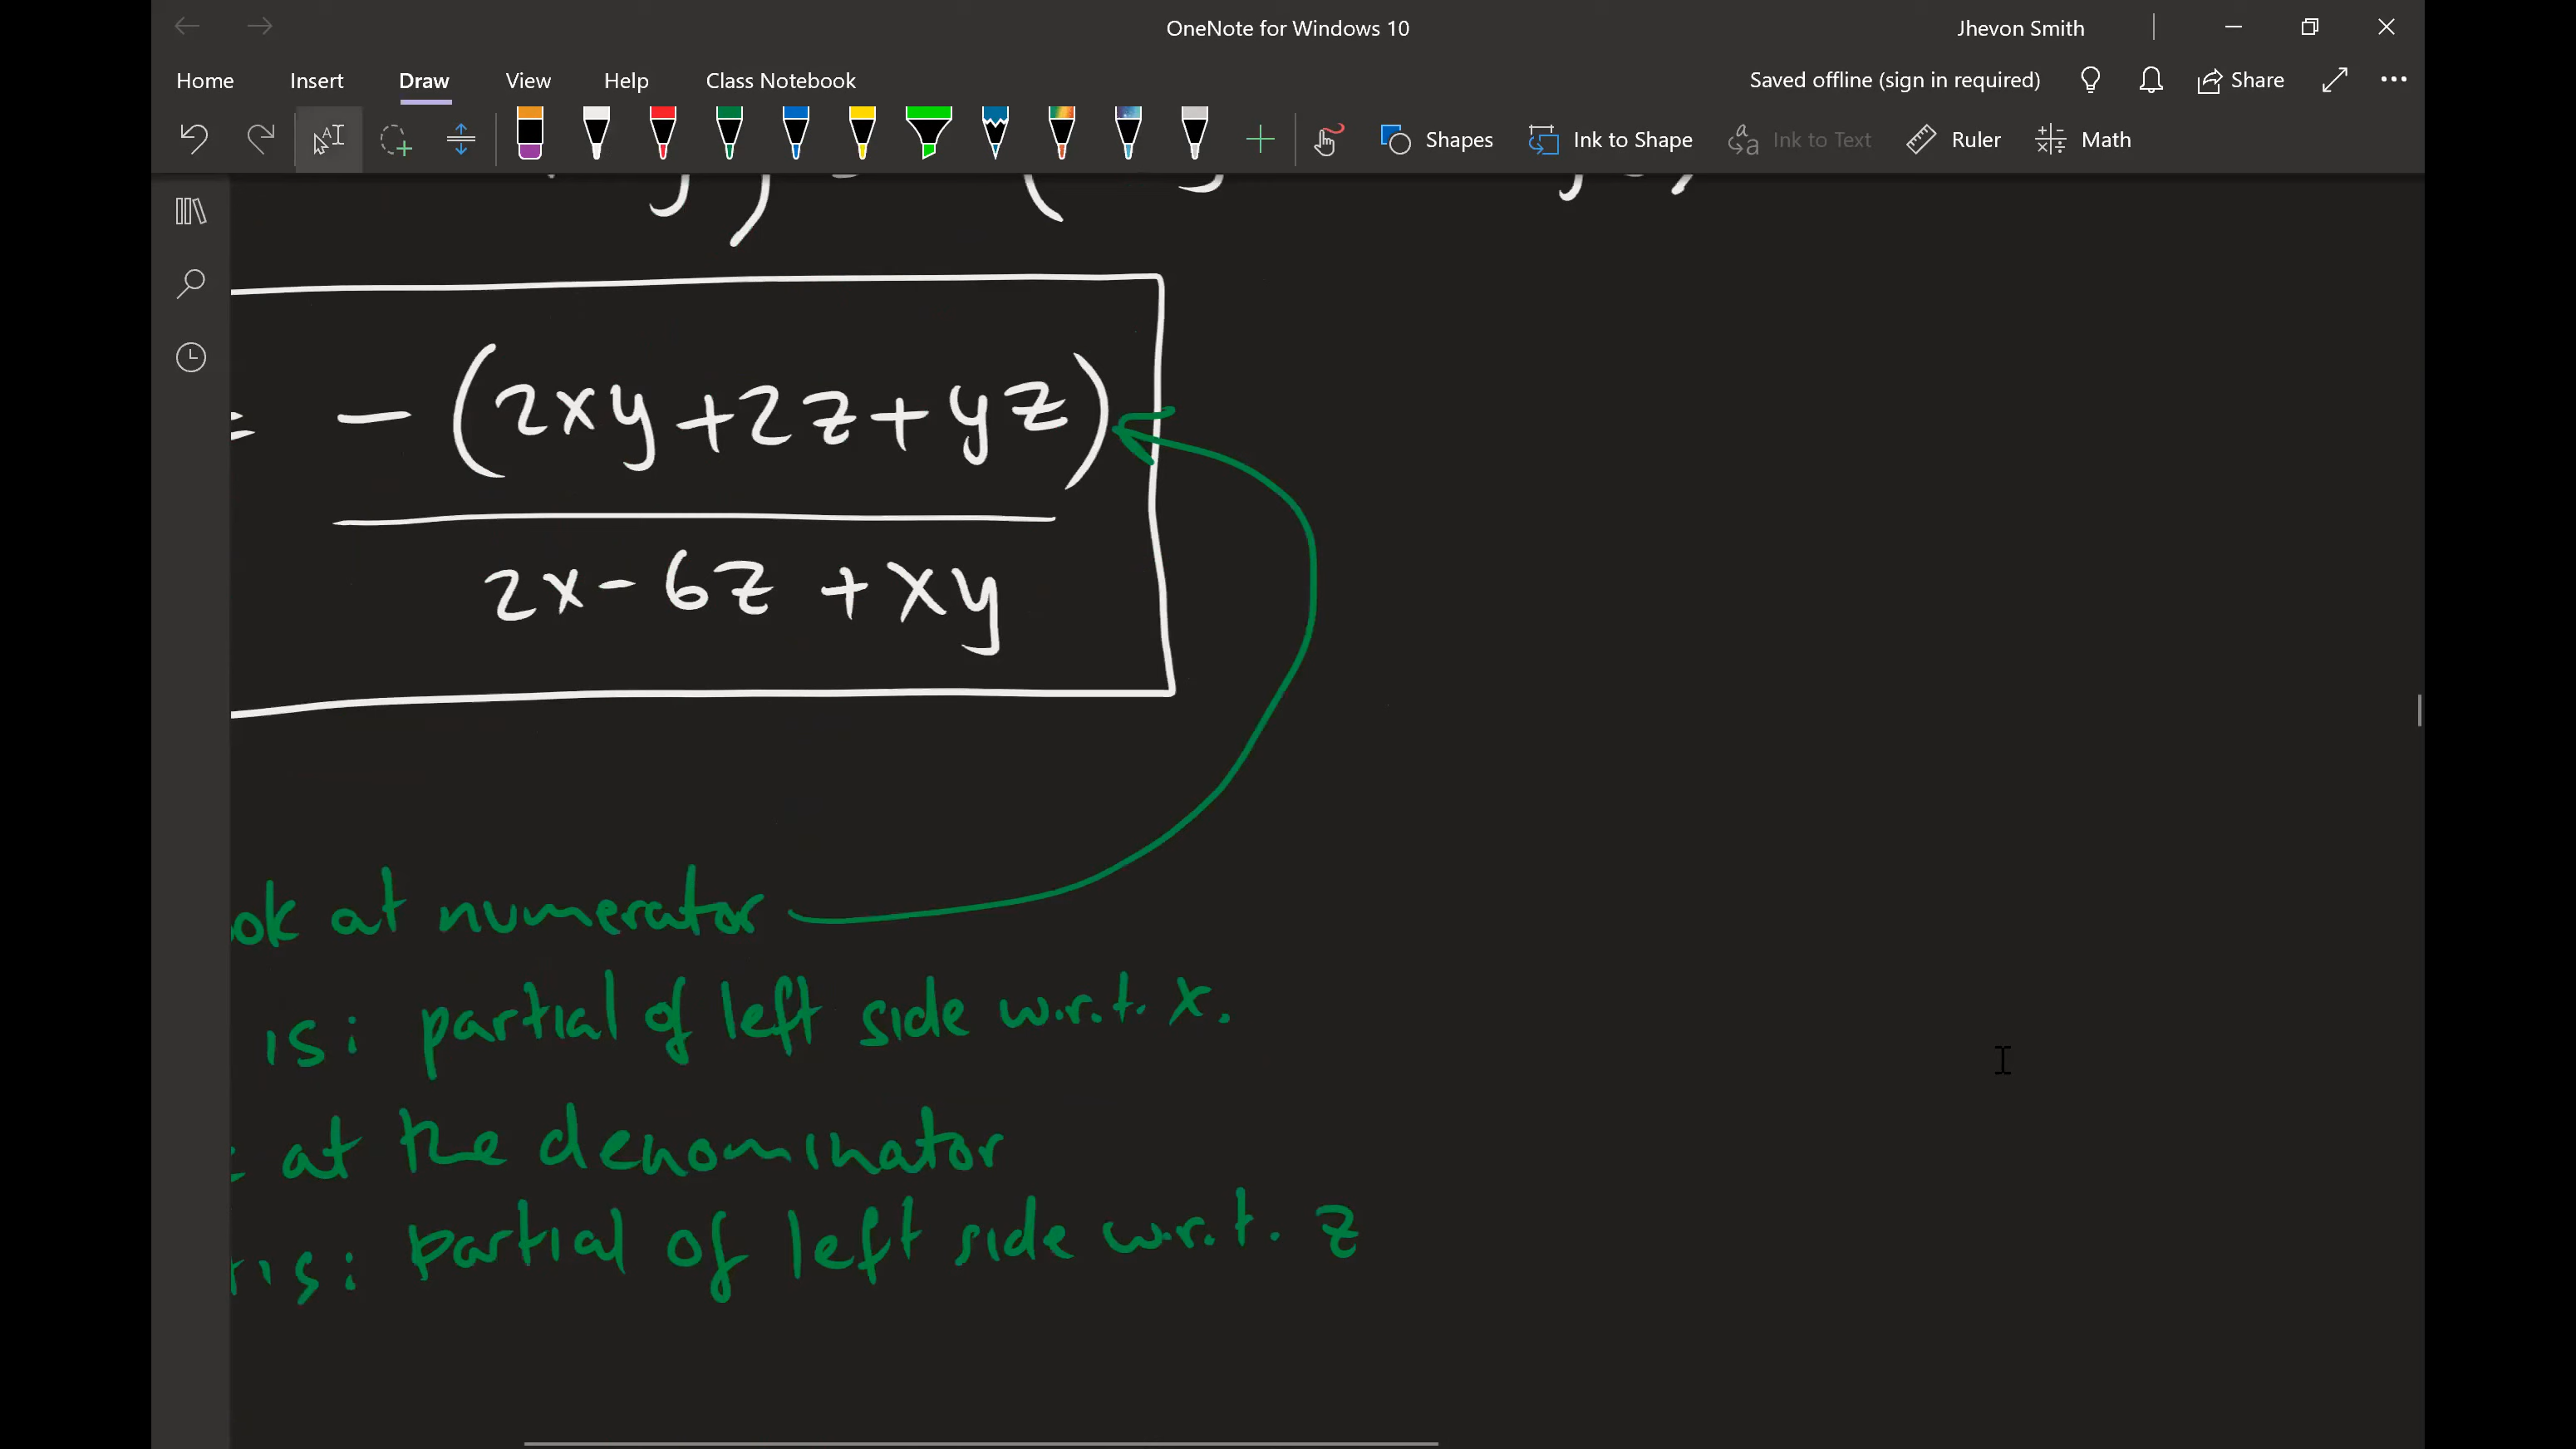 OneNote for Windows 10
Jhevon Smith
Home Insert Draw View Help Class Notebook
Saved offline (sign in required) Share
Shapes Ink to Shape Ink to Text Ruler Math
= - (2xy + 2z + yz)
2x - 6z + xy
ok at numerator
is: partial of left side w.r.t. x.
at the denominator
is: partial of left side w.r.t. z